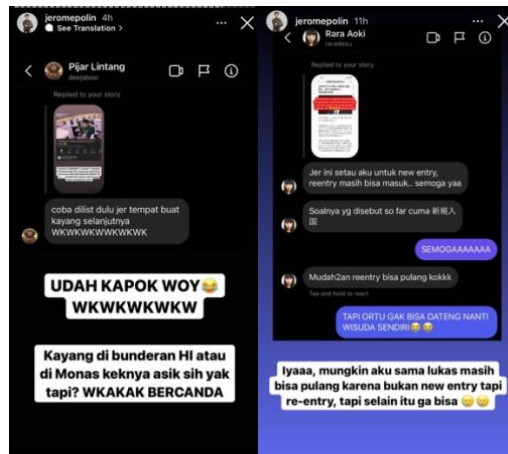 jeromepolin 4h
See Translation >
Pijar Lintang
deejaboo
Replied to your story
coba dilist dulu jer tempat buat
kayang selanjutnya
WKWKWKWWKWKWK
UDAH KAPOK WOY😂
WKWKWKWKW
Kayang di bunderan HI atau
di Monas keknya asik sih yak
tapi? WKAKAK BERCANDA
jeromepolin 11h
Rara Aoki
Replied to your story
Jer ini setau aku untuk new entry,
reentry masih bisa masuk.. semoga yaa
Soalnya yg disebut so far cuma 新規入
国
SEMOGAAAAAAA
Mudah2an reentry bisa pulang kokkk
Tap and hold to react
TAPI ORTU GAK BISA DATENG NANTI
WISUDA SENDIRI😂😂
Iyaaa, mungkin aku sama lukas masih
bisa pulang karena bukan new entry tapi
re-entry, tapi selain itu ga bisa 😥😥